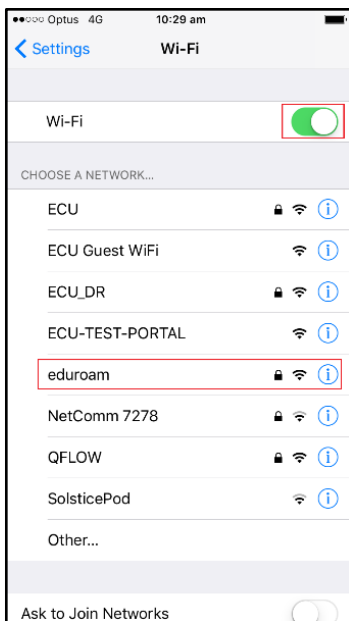 Optus 4G 10:29 am
Settings Wi-Fi
Wi-Fi
CHOOSE A NETWORK...
ECU
ECU Guest WiFi
ECU_DR
ECU-TEST-PORTAL
eduroam
NetComm 7278
QFLOW
SolsticePod
Other...
Ask to Join Networks